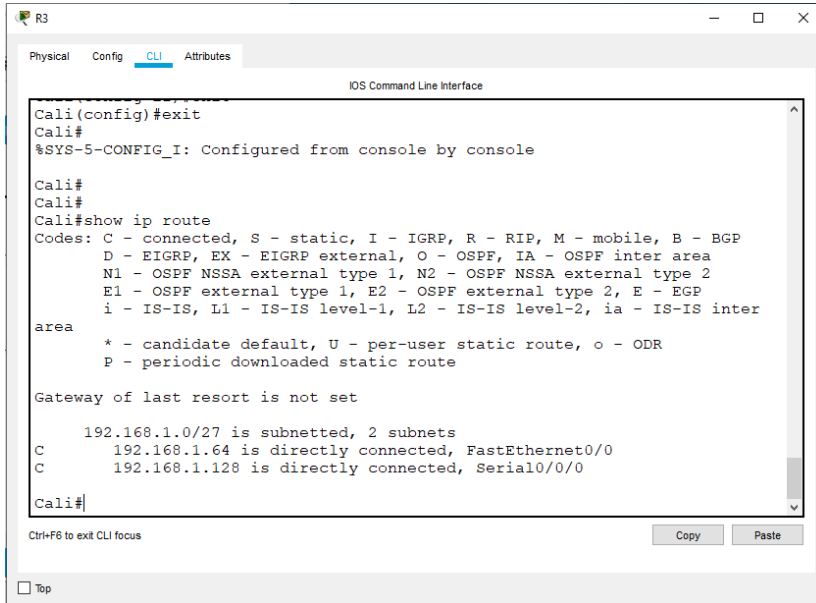 R3
Physical Config CLI Attributes
IOS Command Line Interface
Cali(config)#exit
Cali#
%SYS-5-CONFIG_I: Configured from console by console
Cali#
Cali#
Cali#show ip route
Codes: C - connected, S - static, I - IGRP, R - RIP, M - mobile, B - BGP
D - EIGRP, EX - EIGRP external, O - OSPF, IA - OSPF inter area
N1 - OSPF NSSA external type 1, N2 - OSPF NSSA external type 2
E1 - OSPF external type 1, E2 - OSPF external type 2, E - EGP
i - IS-IS, L1 - IS-IS level-1, L2 - IS-IS level-2, ia - IS-IS inter
area
* - candidate default, U - per-user static route, o - ODR
P - periodic downloaded static route
Gateway of last resort is not set
192.168.1.0/27 is subnetted, 2 subnets
C 192.168.1.64 is directly connected, FastEthernet0/0
C 192.168.1.128 is directly connected, Serial0/0/0
Cali#
Ctrl+F6 to exit CLI focus
Copy Paste
Top